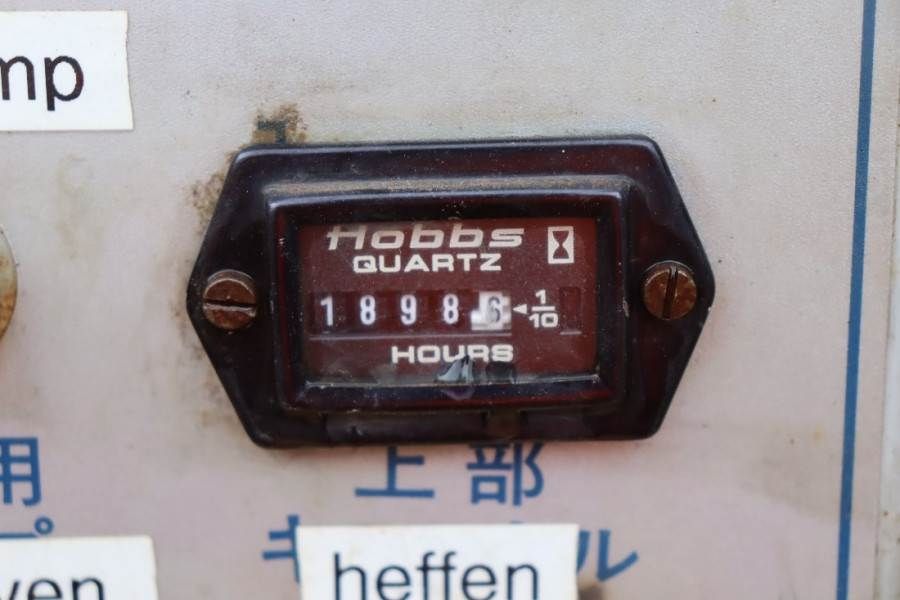 mp
Hobbs
QUARTZ
18986 1/10
HOURS
用 上部
heffen
ven